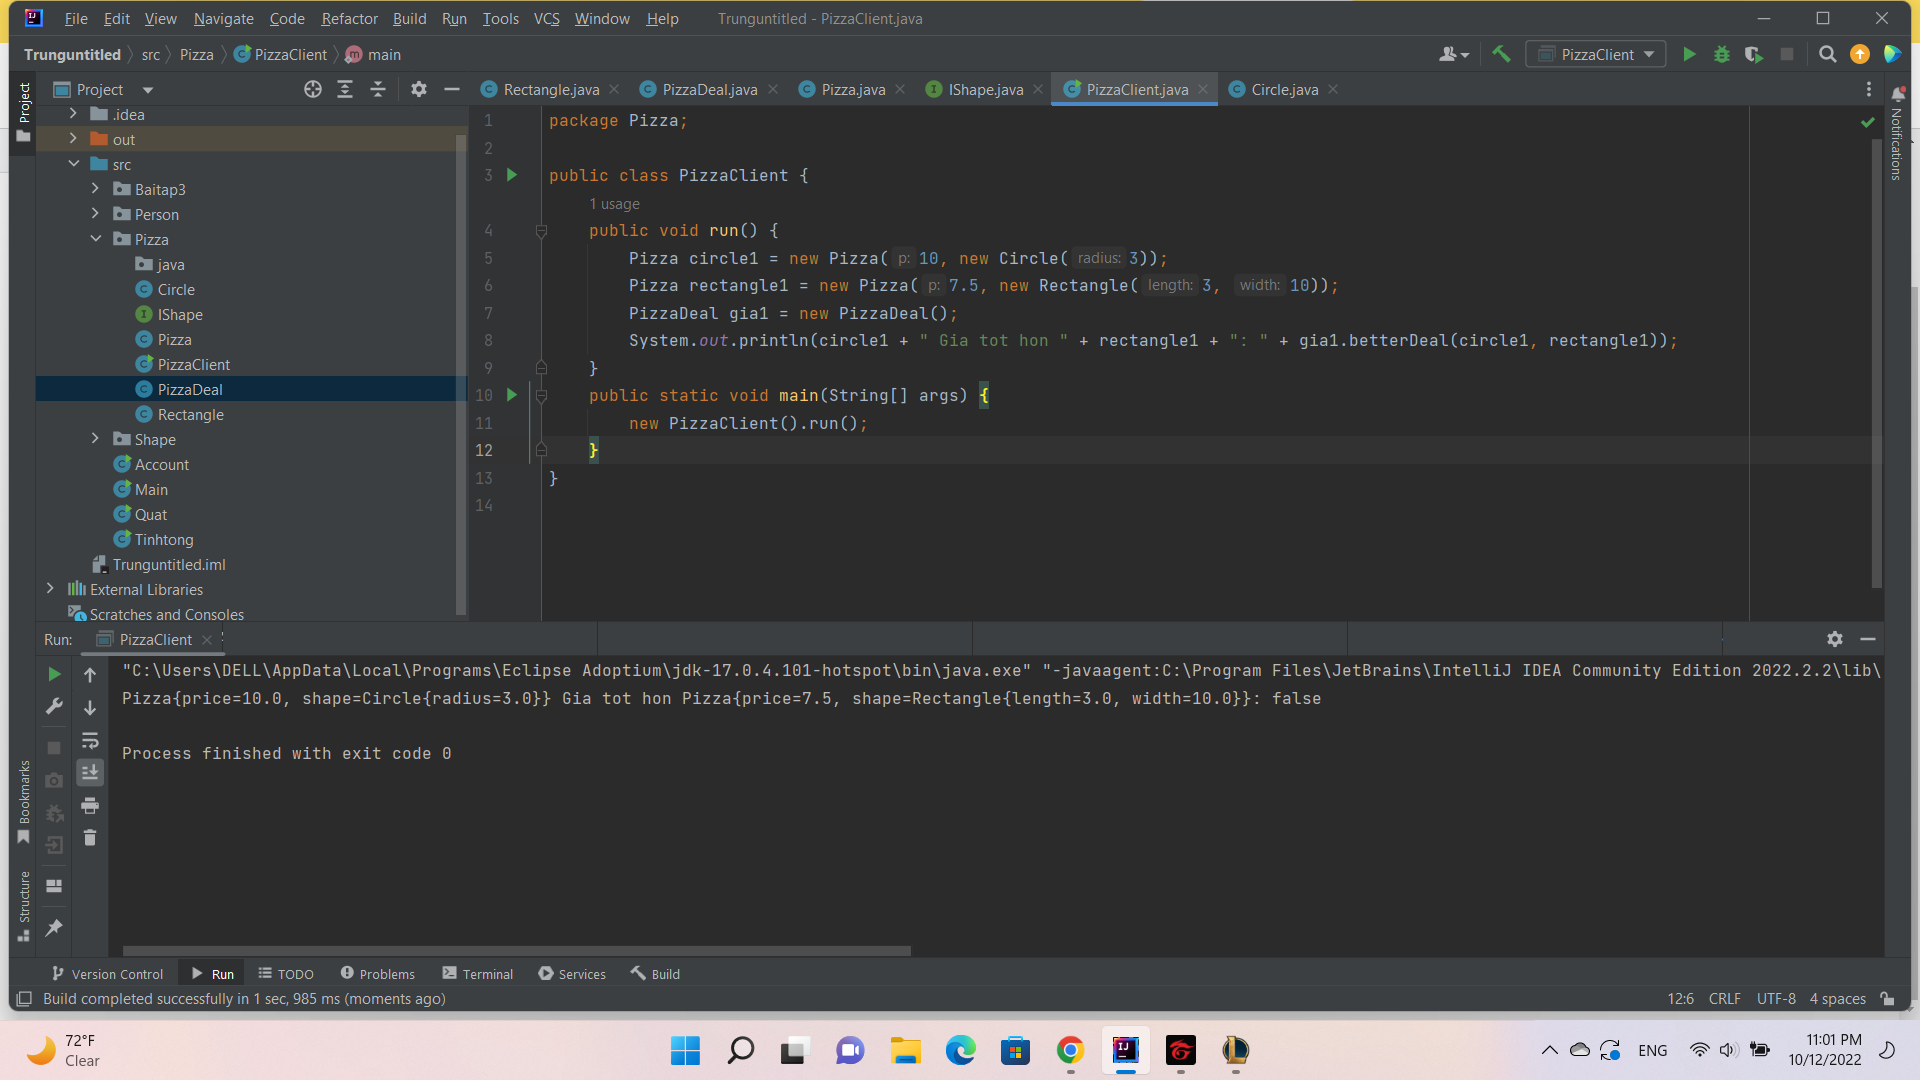 File Edit View Navigate Code Refactor Build Run Tools VCS Window Help Trunguntitled - PizzaClient.java
Trunguntitled src Pizza PizzaClient main PizzaClient
Project
Rectangle.java PizzaDeal.java Pizza.java IShape.java PizzaClient.java Circle.java
Project
Notifications
.idea
out
src
Baitap3
Person
Pizza
java
Circle
IShape
Pizza
PizzaClient
PizzaDeal
Rectangle
Shape
Account
Main
Quat
Tinhtong
Trunguntitled.iml
External Libraries
Scratches and Consoles
1 package Pizza;
2
3 public class PizzaClient {
1 usage
4 public void run() {
5 Pizza circle1 = new Pizza( p: 10, new Circle( radius: 3));
6 Pizza rectangle1 = new Pizza( p: 7.5, new Rectangle( length: 3, width: 10));
7 PizzaDeal gia1 = new PizzaDeal();
8 System.out.println(circle1 + " Gia tot hon " + rectangle1 + ": " + gia1.betterDeal(circle1, rectangle1));
9 }
10 public static void main(String[] args) {
11 new PizzaClient().run();
12 }
13 }
14
Run: PizzaClient
"C:\Users\DELL\AppData\Local\Programs\Eclipse Adoptium\jdk-17.0.4.101-hotspot\bin\java.exe" "-javaagent:C:\Program Files\JetBrains\IntelliJ IDEA Community Edition 2022.2.2\lib\
Pizza{price=10.0, shape=Circle{radius=3.0}} Gia tot hon Pizza{price=7.5, shape=Rectangle{length=3.0, width=10.0}}: false
Process finished with exit code 0
Bookmarks
Structure
Version Control Run TODO Problems Terminal Services Build
Build completed successfully in 1 sec, 985 ms (moments ago) 12:6 CRLF UTF-8 4 spaces
72°F
Clear
ENG
11:01 PM
10/12/2022